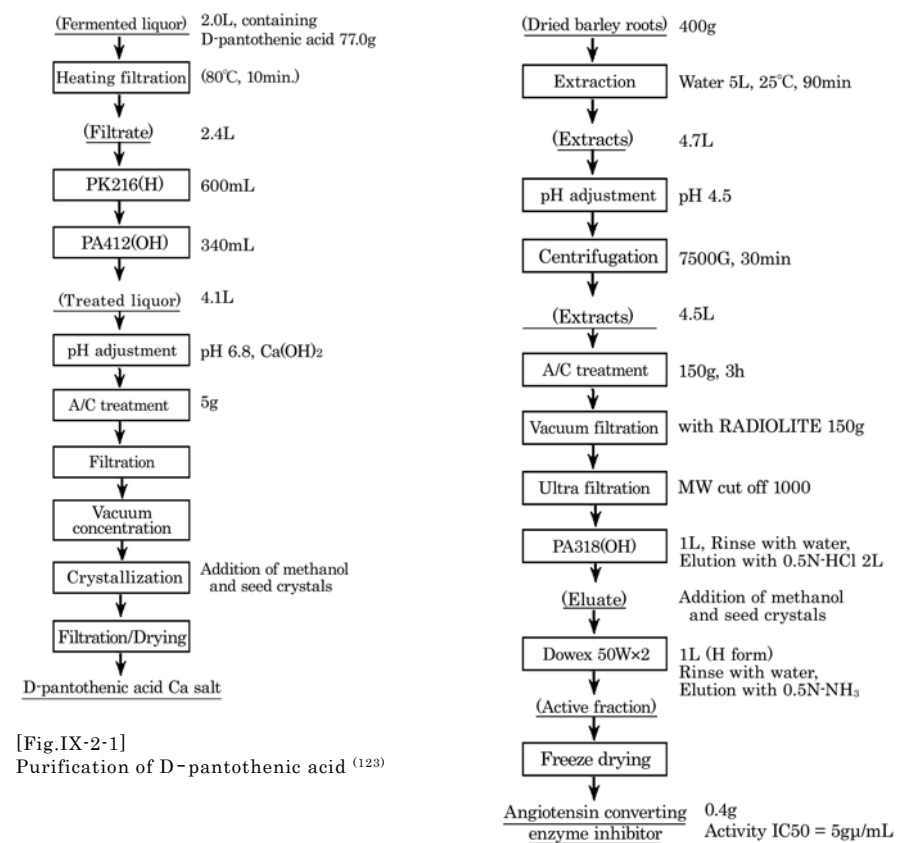 (Fermented liquor) 2.0L, containing
D-pantothenic acid 77.0g
Heating filtration (80℃, 10min.)
(Filtrate) 2.4L
PK216(H) 600mL
PA412(OH) 340mL
(Treated liquor) 4.1L
pH adjustment pH 6.8, Ca(OH)2
A/C treatment 5g
Filtration
Vacuum
concentration
Crystallization Addition of methanol
and seed crystals
Filtration/Drying
D-pantothenic acid Ca salt
[Fig.IX-2-1]
Purification of D-pantothenic acid (123)
(Dried barley roots) 400g
Extraction Water 5L, 25℃, 90min
(Extracts) 4.7L
pH adjustment pH 4.5
Centrifugation 7500G, 30min
(Extracts) 4.5L
A/C treatment 150g, 3h
Vacuum filtration with RADIOLITE 150g
Ultra filtration MW cut off 1000
PA318(OH) 1L, Rinse with water,
Elution with 0.5N-HCl 2L
(Eluate) Addition of methanol
and seed crystals
Dowex 50W×2 1L (H form)
Rinse with water,
Elution with 0.5N-NH3
(Active fraction)
Freeze drying
Angiotensin converting 0.4g
enzyme inhibitor Activity IC50 = 5gμ/mL